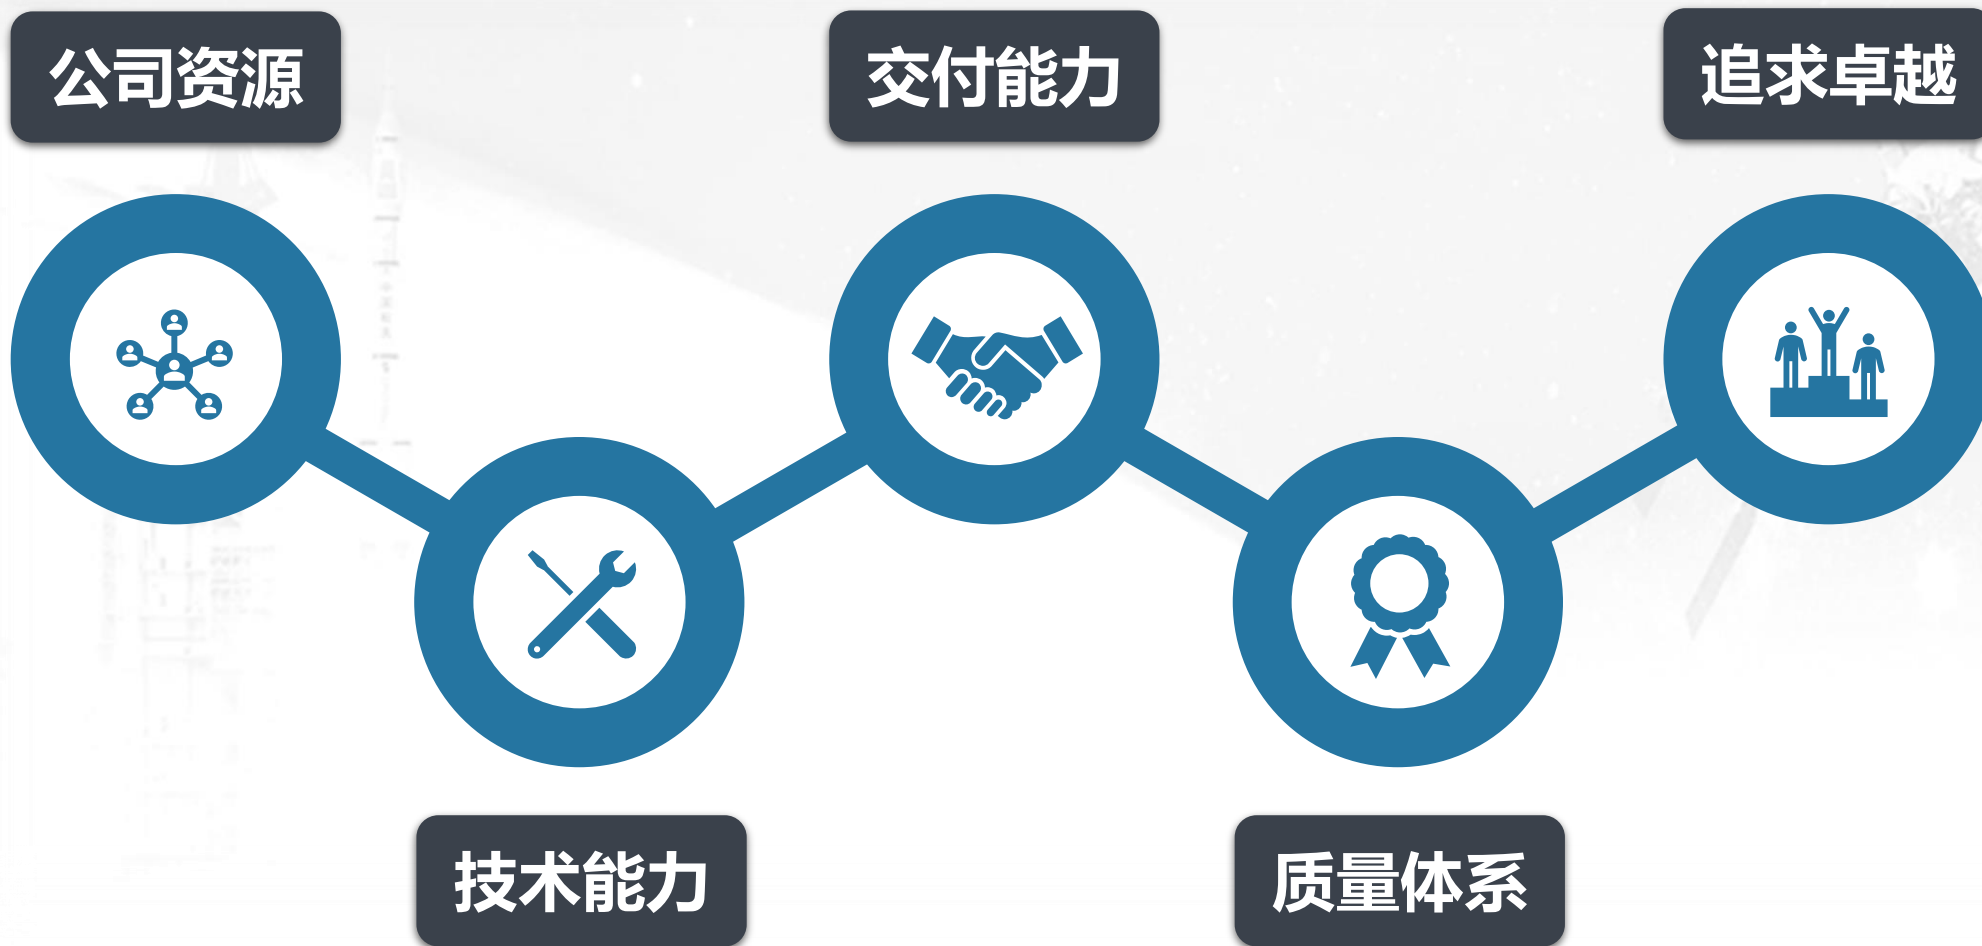 公司资源
交付能力
追求卓越
技术能力
质量体系